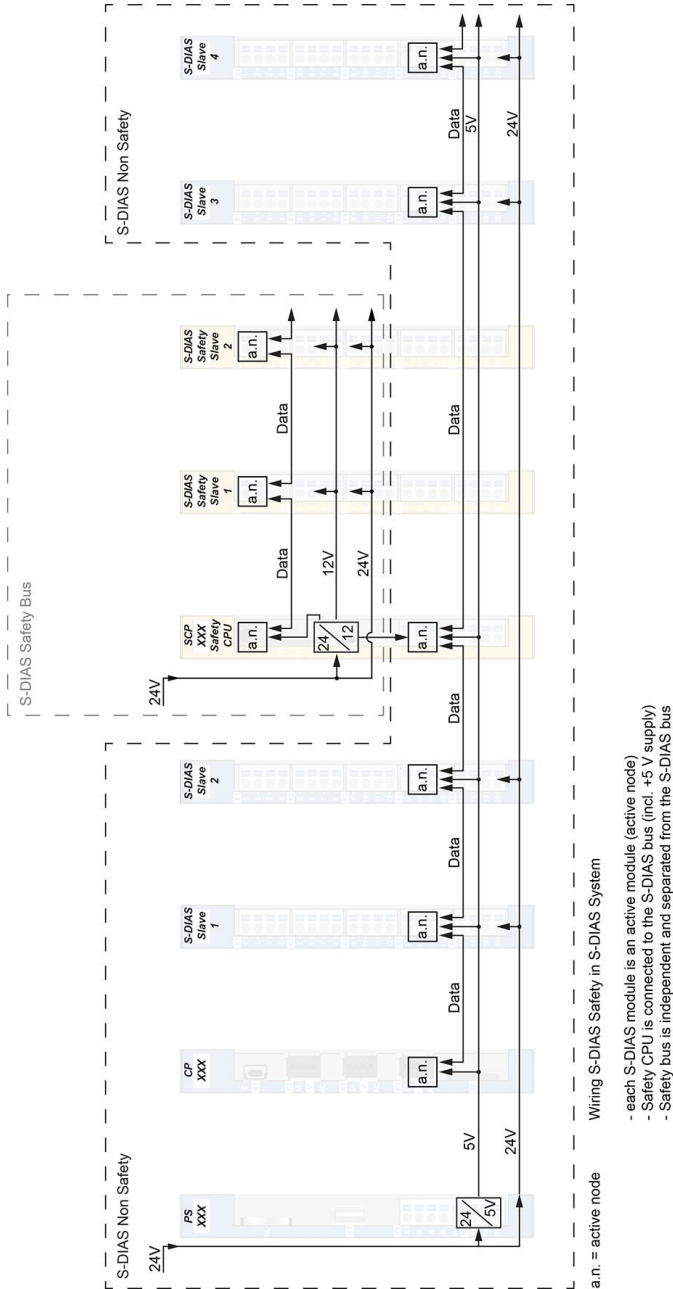 S-DIAS Safety Bus
S-DIAS Non Safety
S-DIAS Non Safety
24V
24V
PS
XXX
CP
XXX
S-DIAS
Slave
1
S-DIAS
Slave
2
SCP
XXX
Safety
CPU
S-DIAS
Safety
Slave
1
S-DIAS
Safety
Slave
2
S-DIAS
Slave
3
S-DIAS
Slave
4
a.n.
a.n.
a.n.
Data
Data
24/12
12V
24V
a.n.
a.n.
a.n.
a.n.
a.n.
a.n.
Data
Data
Data
Data
Data
24/5V
5V
5V
24V
24V
a.n. = active node
Wiring S-DIAS Safety in S-DIAS System
- each S-DIAS module is an active module (active node)
- Safety CPU is connected to the S-DIAS bus (incl. +5 V supply)
- Safety bus is independent and separated from the S-DIAS bus